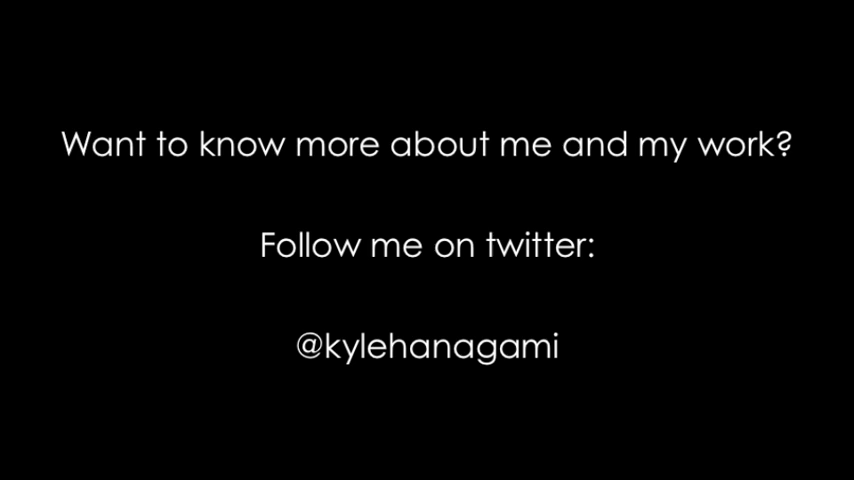 Want to know more about me and my work?
Follow me on twitter:
@kylehanagami